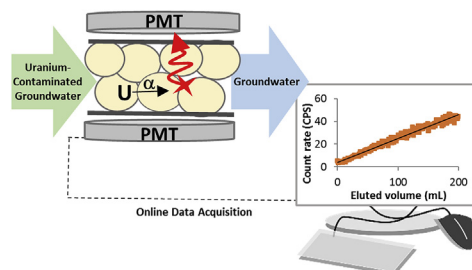 PMT
Uranium-
Contaminated
Groundwater
U
α
Groundwater
PMT
Online Data Acquisition
Count rate (CPS)
60
40
20
0
0
100
200
Eluted volume (mL)